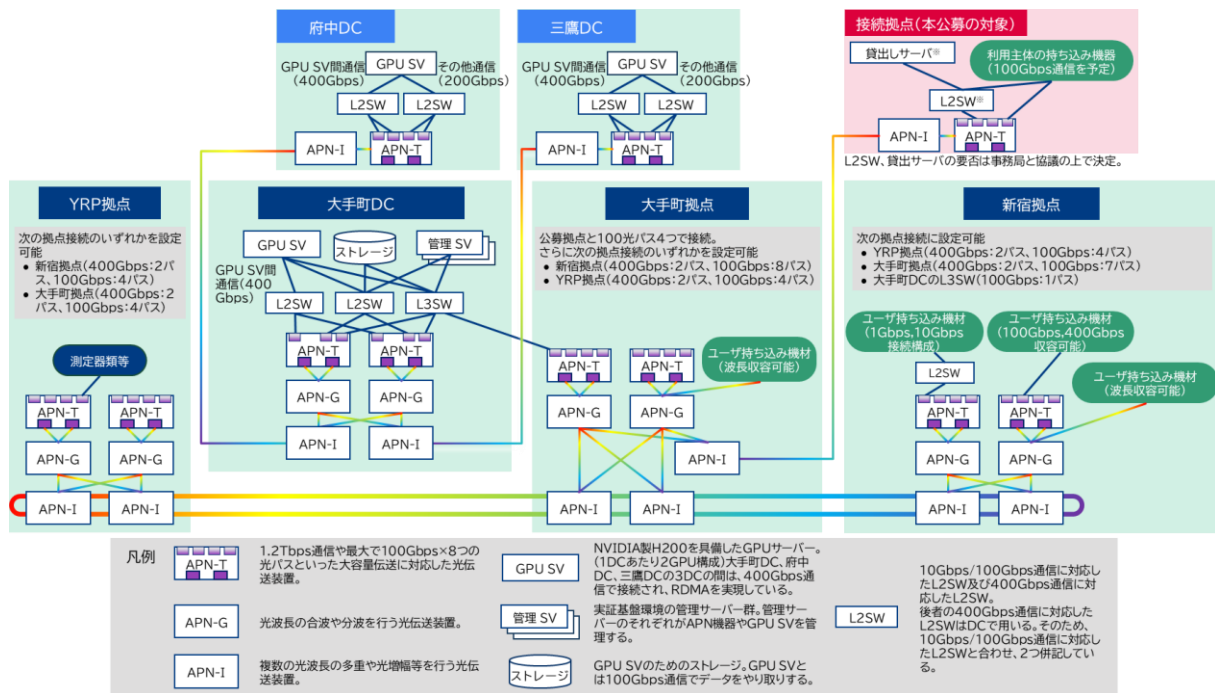 府中DC
GPU SV間通信
(400Gbps)
GPU SV
その他通信
(200Gbps)
L2SW
L2SW
APN-I
APN-T
三鷹DC
GPU SV間通信
(400Gbps)
GPU SV
その他通信
(200Gbps)
L2SW
L2SW
APN-I
APN-T
接続拠点(本公募の対象)
貸出しサーバ※
利用主体の持ち込み機器
(100Gbps通信を予定)
L2SW※
APN-I
APN-T
L2SW、貸出サーバの要否は事務局と協議の上で決定。
YRP拠点
次の拠点接続のいずれかを設定
可能
● 新宿拠点(400Gbps:2パ
ス、100Gbps:4パス)
● 大手町拠点(400Gbps:2
パス、100Gbps:4パス)
測定器類等
APN-T
APN-T
APN-G
APN-G
APN-I
APN-I
大手町DC
GPU SV
ストレージ
管理 SV
GPU SV間
通信(400
Gbps)
L2SW
L2SW
L3SW
APN-T
APN-T
APN-G
APN-G
APN-I
APN-I
大手町拠点
公募拠点と100光パス4つで接続。
さらに次の拠点接続のいずれかを設定可能
● 新宿拠点(400Gbps:2パス、100Gbps:8パス)
● YRP拠点(400Gbps:2パス、100Gbps:4パス)
ユーザ持ち込み機材
(波長収容可能)
APN-T
APN-T
APN-G
APN-G
APN-I
APN-I
APN-I
新宿拠点
次の拠点接続に設定可能
● YRP拠点(400Gbps:2パス、100Gbps:4パス)
● 大手町拠点(400Gbps:2パス、100Gbps:7パス)
● 大手町DCのL3SW(100Gbps:1パス)
ユーザ持ち込み機材
(1Gbps,10Gbps
接続構成)
ユーザ持ち込み機材
(100Gbps,400Gbps
収容可能)
L2SW
ユーザ持ち込み機材
(波長収容可能)
APN-T
APN-T
APN-G
APN-G
APN-I
APN-I
凡例
APN-T
1.2Tbps通信や最大で100Gbps×8つの
光パスといった大容量伝送に対応した光伝
送装置。
APN-G
光波長の合波や分波を行う光伝送装置。
APN-I
複数の光波長の多重や光増幅等を行う光伝
送装置。
GPU SV
NVIDIA製H200を具備したGPUサーバー。
(1DCあたり2GPU構成)大手町DC、府中
DC、三鷹DCの3DCの間は、400Gbps通
信で接続され、RDMAを実現している。
管理 SV
実証基盤環境の管理サーバー群。管理サー
バーのそれぞれがAPN機器やGPU SVを管
理する。
ストレージ
GPU SVのためのストレージ。GPU SVと
は100Gbps通信でデータをやり取りする。
L2SW
10Gbps/100Gbps通信に対応し
たL2SW及び400Gbps通信に対
応したL2SW。
後者の400Gbps通信に対応した
L2SWはDCで用いる。そのため、
10Gbps/100Gbps通信に対応し
たL2SWと合わせ、2つ併記してい
る。